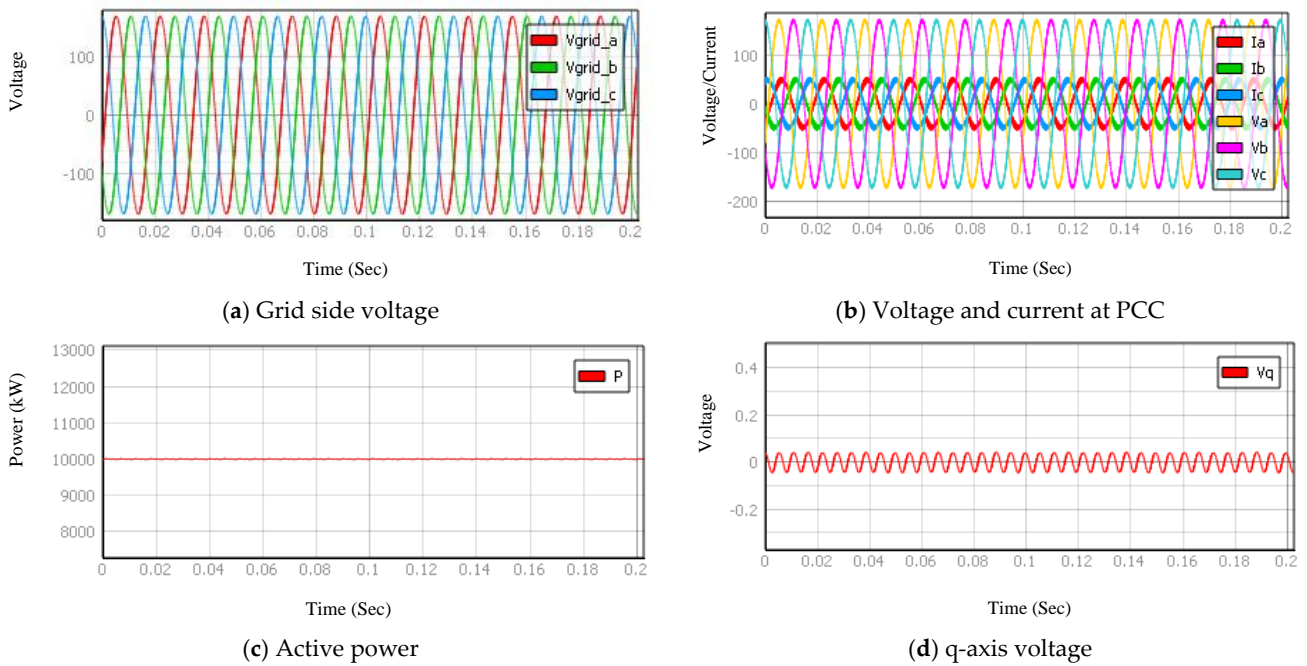 Voltage
100
0
-100
Vgrid_a
Vgrid_b
Vgrid_c
0 0.02 0.04 0.06 0.08 0.1 0.12 0.14 0.16 0.18 0.2
Time (Sec)
(a) Grid side voltage
Voltage/Current
100
0
-100
-200
Ia
Ib
Ic
Va
Vb
Vc
0 0.02 0.04 0.06 0.08 0.1 0.12 0.14 0.16 0.18 0.2
Time (Sec)
(b) Voltage and current at PCC
Power (kW)
13000
12000
11000
10000
9000
8000
P
0 0.02 0.04 0.06 0.08 0.1 0.12 0.14 0.16 0.18 0.2
Time (Sec)
(c) Active power
Voltage
0.4
0.2
0
-0.2
Vq
0 0.02 0.04 0.06 0.08 0.1 0.12 0.14 0.16 0.18 0.2
Time (Sec)
(d) q-axis voltage